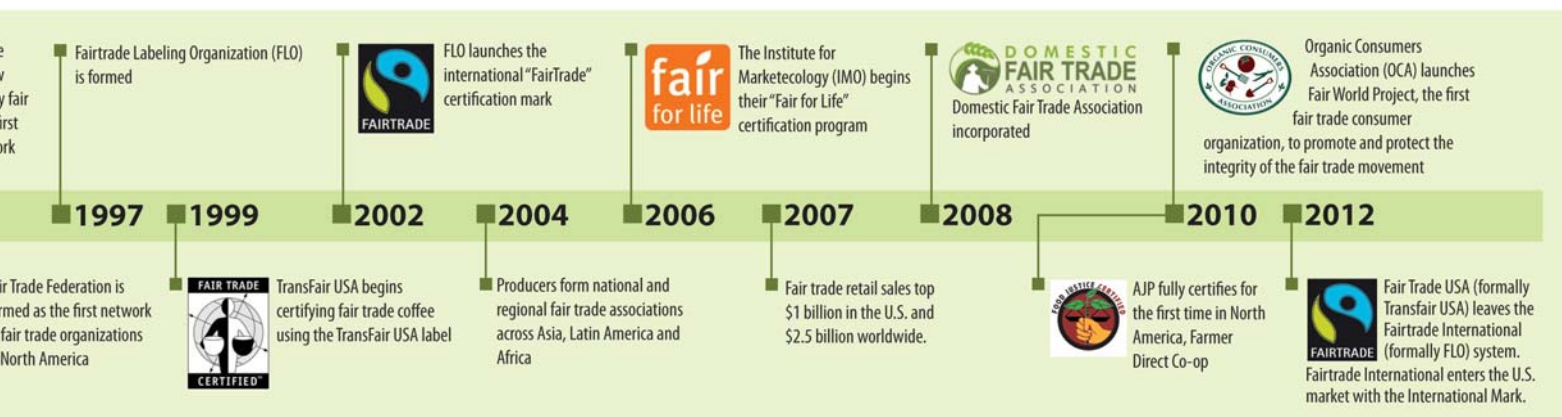 Fairtrade Labeling Organization (FLO)
is formed
FAIRTRADE
FLO launches the
international “FairTrade”
certification mark
fair
for life
The Institute for
Marketecology (IMO) begins
their “Fair for Life”
certification program
DOMESTIC
FAIR TRADE
ASSOCIATION
Domestic Fair Trade Association
incorporated
ORGANIC CONSUMERS
ASSOCIATION
Organic Consumers
Association (OCA) launches
Fair World Project, the first
fair trade consumer
organization, to promote and protect the
integrity of the fair trade movement
y fair
1997
1999
2002
2004
2006
2007
2008
2010
2012
Trade Federation is
as the first network
fair trade organizations
North America
FAIR TRADE
CERTIFIED™
TransFair USA begins
certifying fair trade coffee
using the TransFair USA label
Producers form national and
regional fair trade associations
across Asia, Latin America and
Africa
Fair trade retail sales top
$1 billion in the U.S. and
$2.5 billion worldwide.
FOOD JUSTICE CERTIFIED
AJP fully certifies for
the first time in North
America, Farmer
Direct Co-op
FAIRTRADE
Fair Trade USA (formally
Transfair USA) leaves the
Fairtrade International
(formally FLO) system.
Fairtrade International enters the U.S.
market with the International Mark.